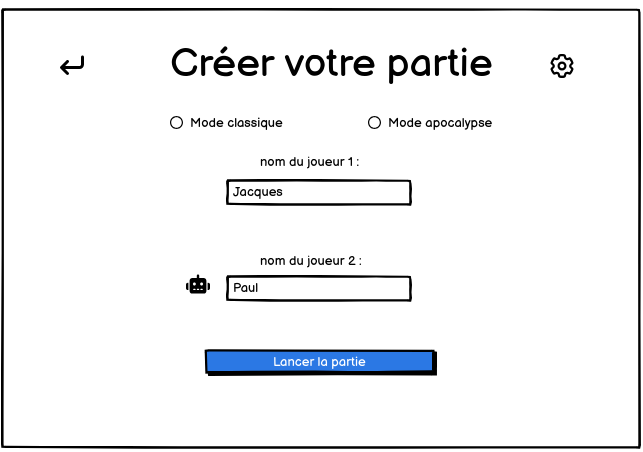 Créer votre partie
Mode classique
Mode apocalypse
nom du joueur 1 :
Jacques
nom du joueur 2 :
Paul
Lancer la partie